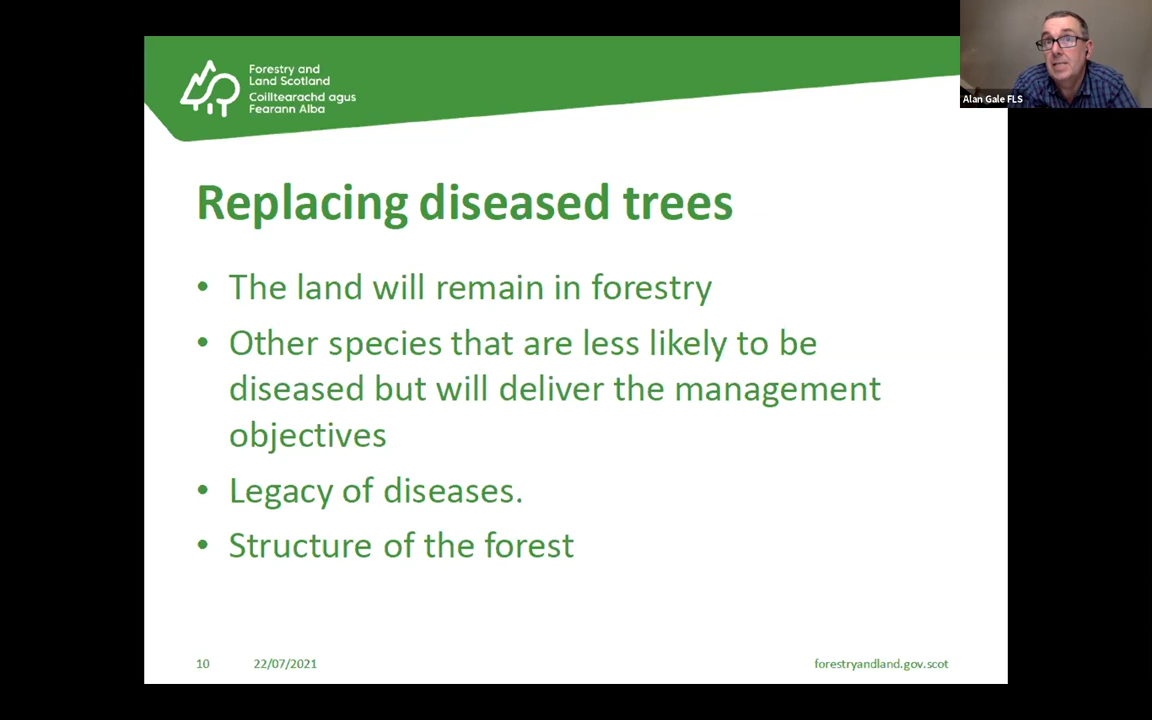 Forestry and
Land Scotland
Coilltearachd agus
Fearann Alba
Alan Gale FLS
Replacing diseased trees
• The land will remain in forestry
• Other species that are less likely to be
diseased but will deliver the management
objectives
• Legacy of diseases.
• Structure of the forest
10
22/07/2021
forestryandland.gov.scot